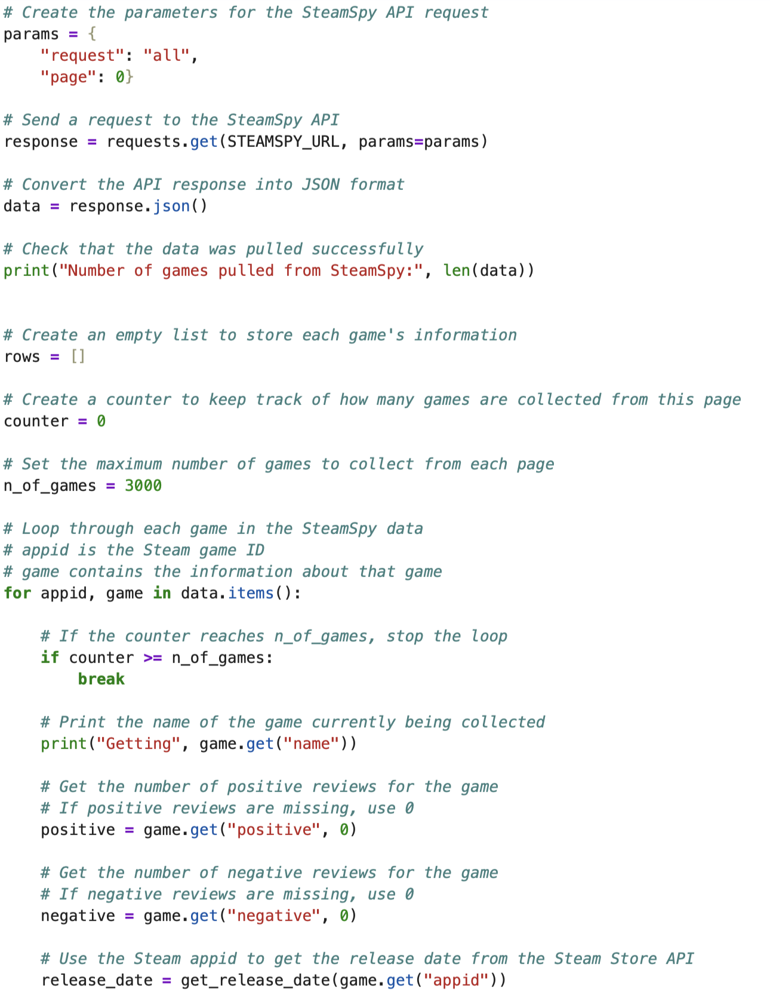 # Create the parameters for the SteamSpy API request
params = {
    "request": "all",
    "page": 0}

# Send a request to the SteamSpy API
response = requests.get(STEAMSPY_URL, params=params)

# Convert the API response into JSON format
data = response.json()

# Check that the data was pulled successfully
print("Number of games pulled from SteamSpy:", len(data))


# Create an empty list to store each game's information
rows = []

# Create a counter to keep track of how many games are collected from this page
counter = 0

# Set the maximum number of games to collect from each page
n_of_games = 3000

# Loop through each game in the SteamSpy data
# appid is the Steam game ID
# game contains the information about that game
for appid, game in data.items():

    # If the counter reaches n_of_games, stop the loop
    if counter >= n_of_games:
        break

    # Print the name of the game currently being collected
    print("Getting", game.get("name"))

    # Get the number of positive reviews for the game
    # If positive reviews are missing, use 0
    positive = game.get("positive", 0)

    # Get the number of negative reviews for the game
    # If negative reviews are missing, use 0
    negative = game.get("negative", 0)

    # Use the Steam appid to get the release date from the Steam Store API
    release_date = get_release_date(game.get("appid"))